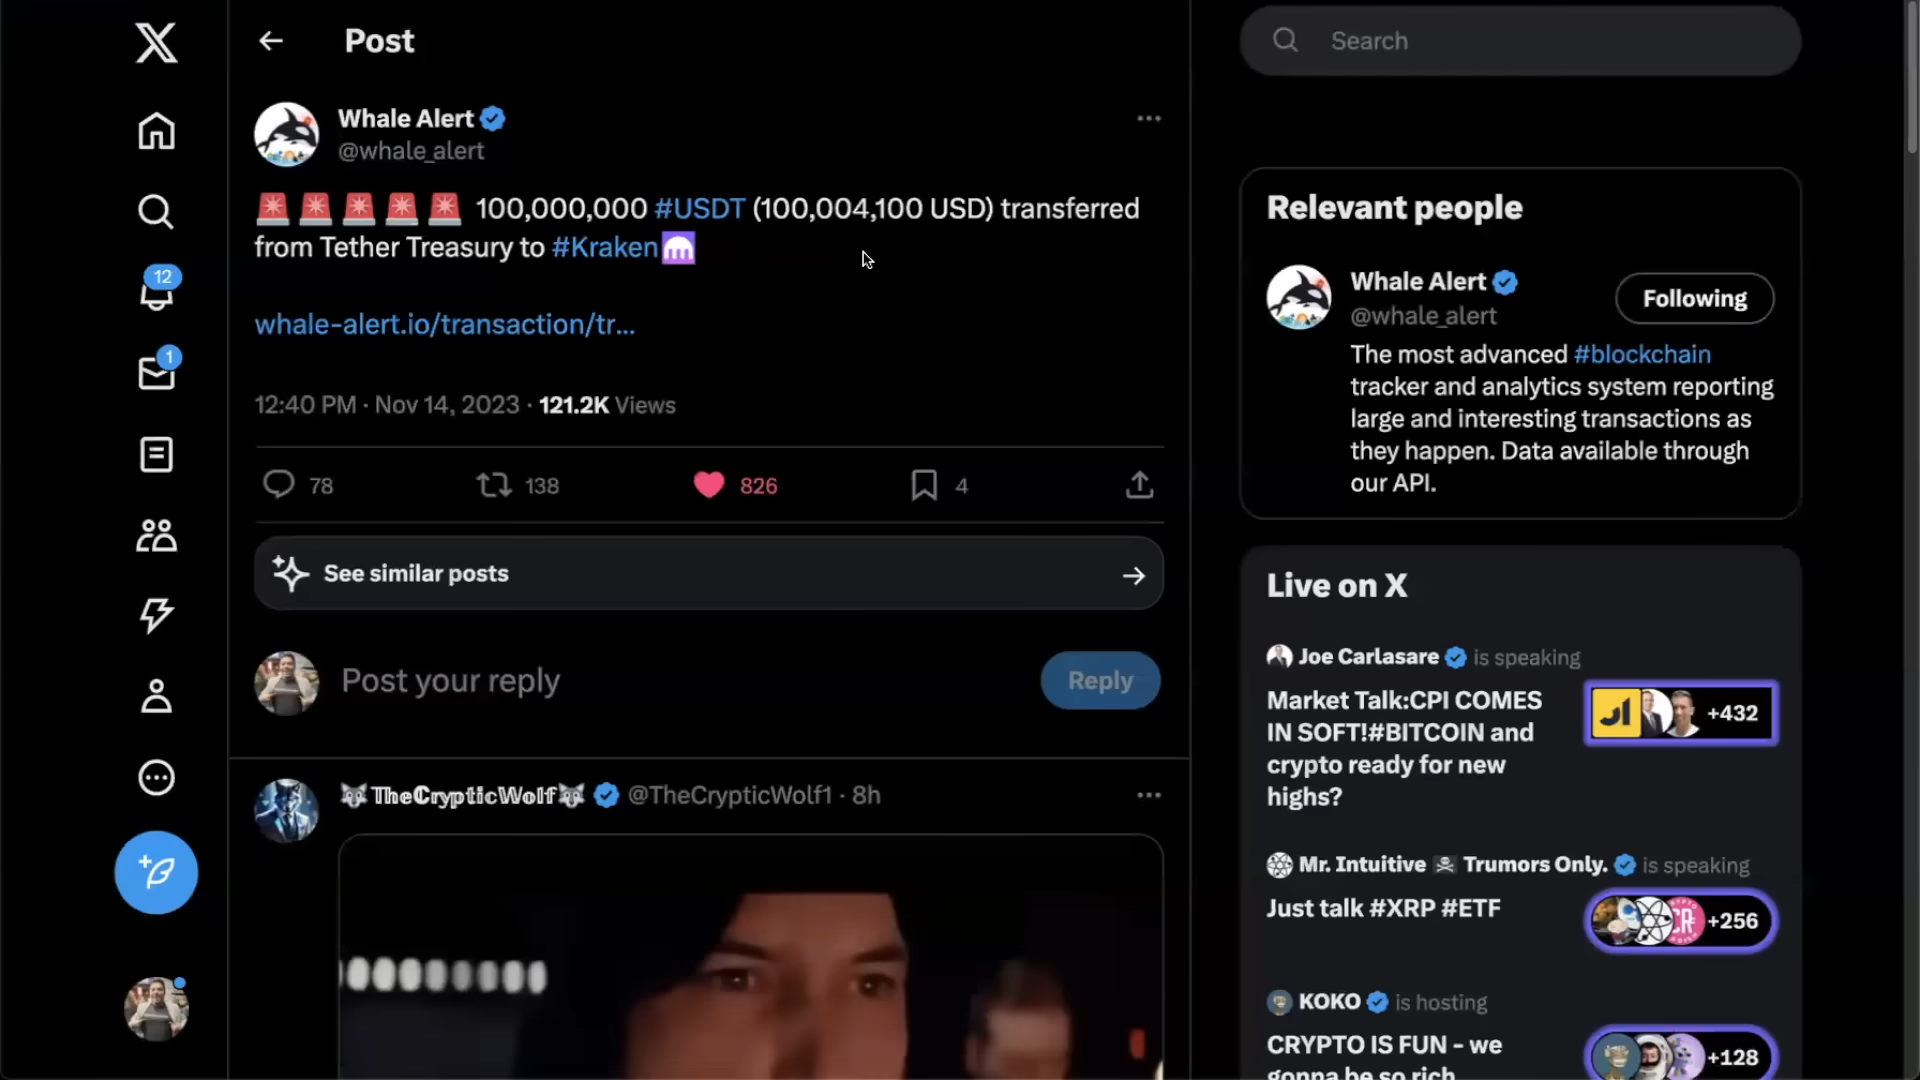 Post
Search
Whale Alert
@whale_alert
🚨 🚨 🚨 🚨 🚨 100,000,000 #USDT (100,004,100 USD) transferred
from Tether Treasury to #Kraken
whale-alert.io/transaction/tr...
12:40 PM · Nov 14, 2023 · 121.2K Views
78 138 826 4
See similar posts
Post your reply
Reply
🐺𝕋𝕙𝕖ℂ𝕣𝕪𝕡𝕥𝕚𝕔𝕎𝕠𝕝𝕗🐺 @TheCrypticWolf1 · 8h
12
1
Relevant people
Whale Alert
@whale_alert
Following
The most advanced #blockchain
tracker and analytics system reporting
large and interesting transactions as
they happen. Data available through
our API.
Live on X
Joe Carlasare is speaking
Market Talk:CPI COMES
IN SOFT!#BITCOIN and
crypto ready for new
highs?
+432
Mr. Intuitive ☠ Trumors Only. is speaking
Just talk #XRP #ETF
+256
KOKO is hosting
CRYPTO IS FUN - we
gonna be so rich
+128